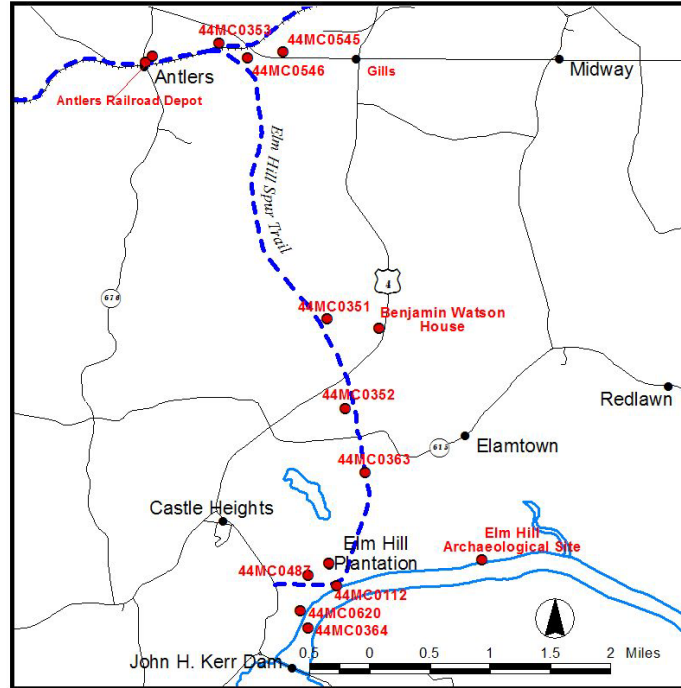 44MC0353
44MC0545
Antlers
44MC0546
Gills
Midway
Antlers Railroad Depot
Elm Hill Spur Trail
4
678
44MC0351
Benjamin Watson
House
44MC0352
Redlawn
615
Elamtown
44MC0363
Castle Heights
Elm Hill
Archaeological Site
Elm Hill
Plantation
44MC0487
44MC0112
44MC0620
44MC0364
John H. Kerr Dam
0.5 0 0.5 1 1.5 2 Miles